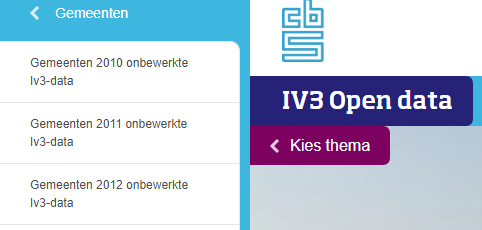 Gemeenten
Gemeenten 2010 onbewerkte
Iv3-data
Gemeenten 2011 onbewerkte
Iv3-data
Gemeenten 2012 onbewerkte
Iv3-data
cbs
IV3 Open data
Kies thema